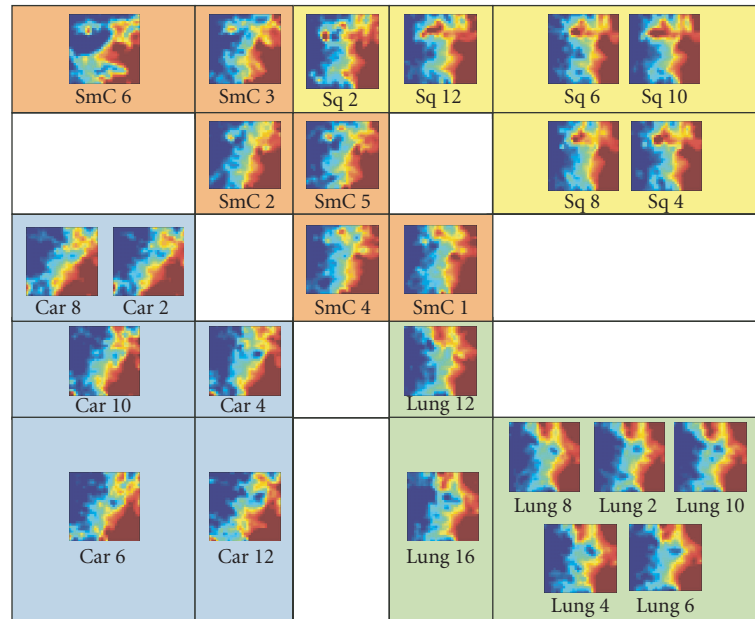 SmC 6 SmC 3 Sq 2 Sq 12 Sq 6 Sq 10
SmC 2 SmC 5 Sq 8 Sq 4
Car 8 Car 2 SmC 4 SmC 1
Car 10 Car 4 Lung 12
Lung 8 Lung 2 Lung 10
Car 6 Car 12 Lung 16
Lung 4 Lung 6